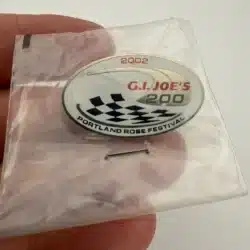 2002
G.I. JOE'S
200
PORTLAND ROSE FESTIVAL